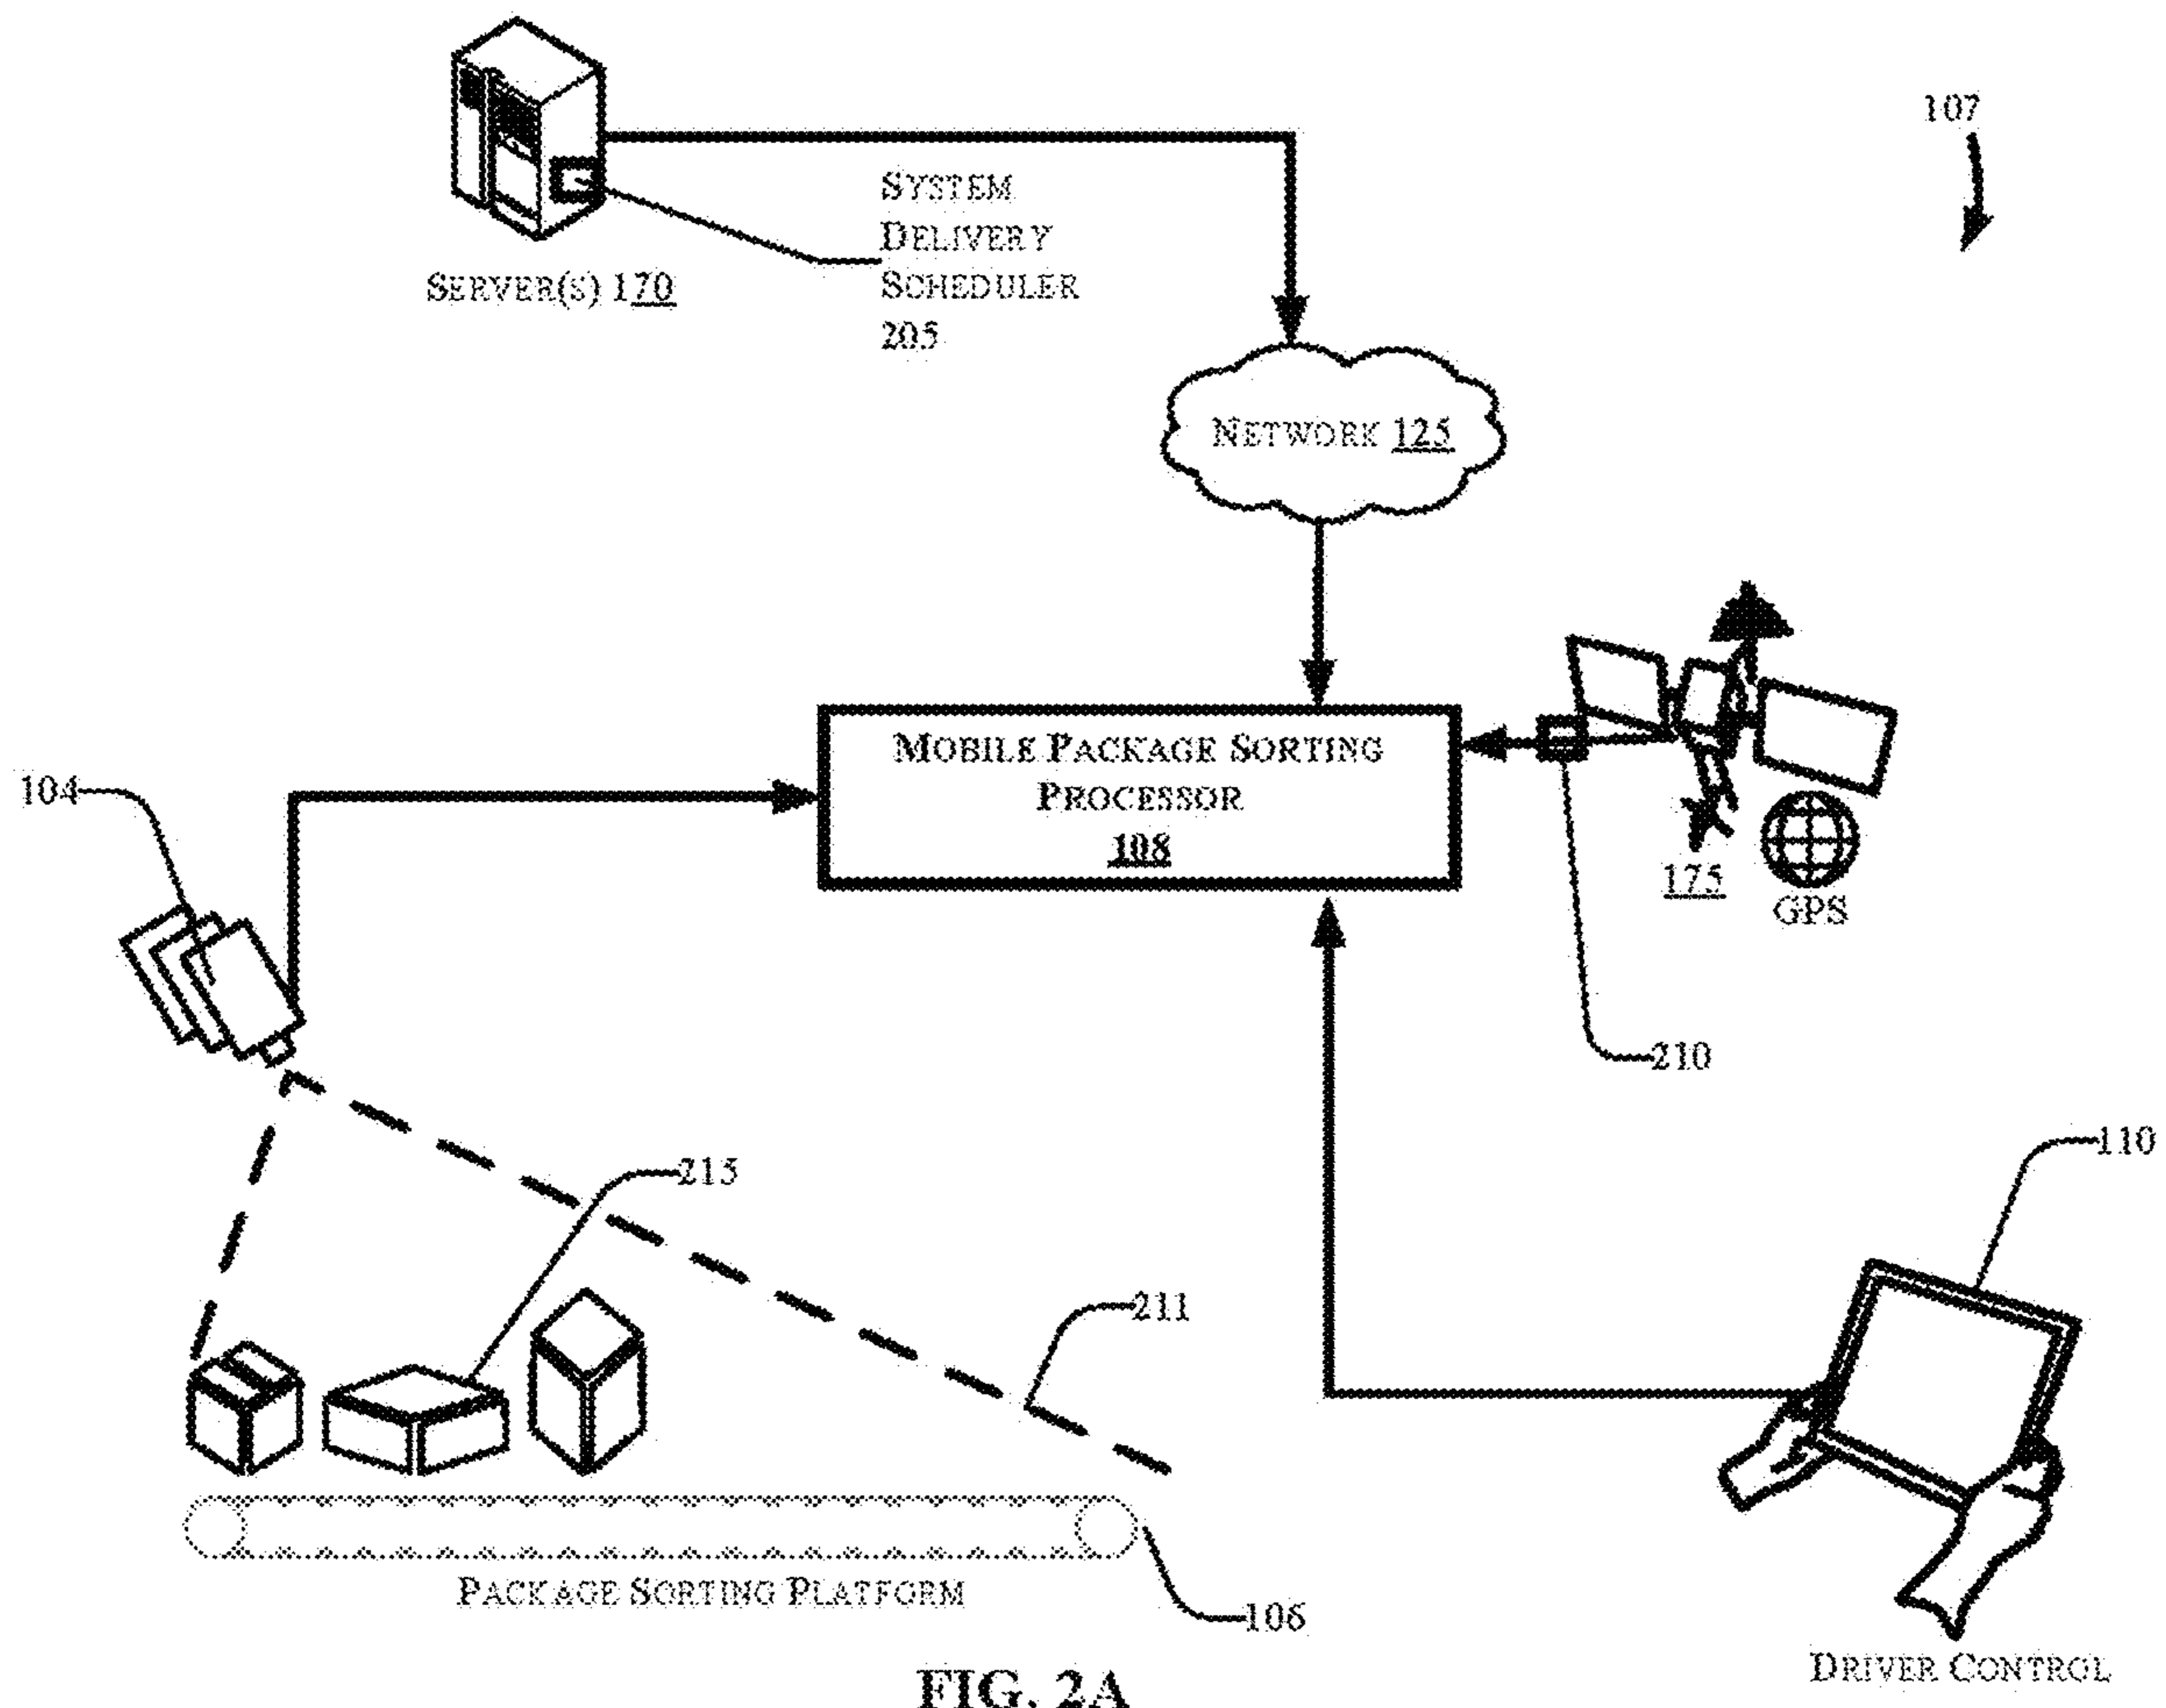 107
SYSTEM
DELIVERY
SCHEDULER
205
SERVER(S) 170
NETWORK 125
MOBILE PACKAGE SORTING
PROCESSOR
108
104
175
GPS
210
110
215
211
PACKAGE SORTING PLATFORM
106
DRIVER CONTROL
FIG. 2A